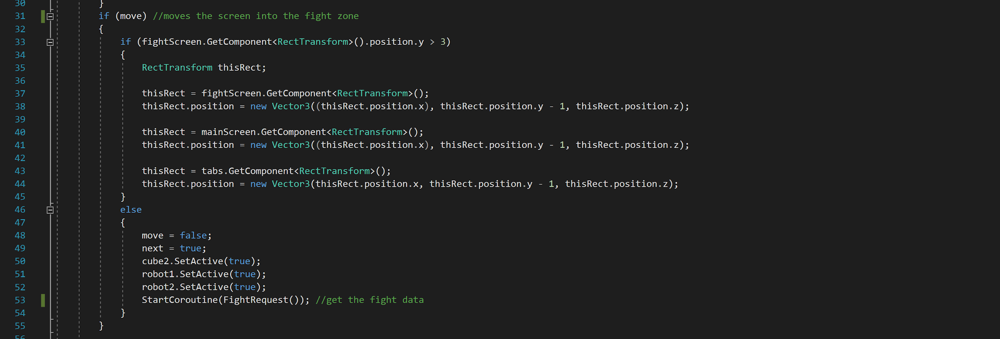 30 }
31 if (move) //moves the screen into the fight zone
32 {
33 if (fightScreen.GetComponent<RectTransform>().position.y > 3)
34 {
35 RectTransform thisRect;
36
37 thisRect = fightScreen.GetComponent<RectTransform>();
38 thisRect.position = new Vector3((thisRect.position.x), thisRect.position.y - 1, thisRect.position.z);
39
40 thisRect = mainScreen.GetComponent<RectTransform>();
41 thisRect.position = new Vector3((thisRect.position.x), thisRect.position.y - 1, thisRect.position.z);
42
43 thisRect = tabs.GetComponent<RectTransform>();
44 thisRect.position = new Vector3(thisRect.position.x, thisRect.position.y - 1, thisRect.position.z);
45 }
46 else
47 {
48 move = false;
49 next = true;
50 cube2.SetActive(true);
51 robot1.SetActive(true);
52 robot2.SetActive(true);
53 StartCoroutine(FightRequest()); //get the fight data
54 }
55 }
56